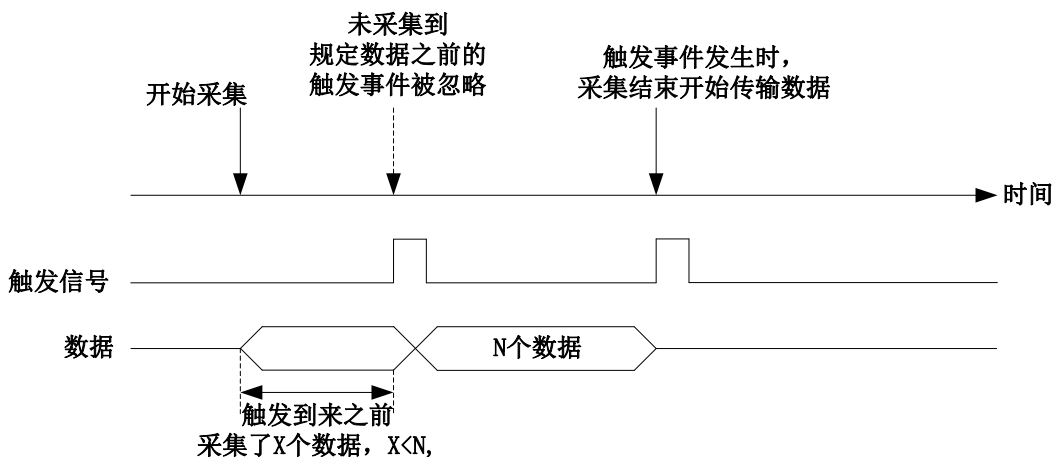 未采集到
规定数据之前的
触发事件被忽略
触发事件发生时，
采集结束开始传输数据
开始采集
时间
触发信号
数据
N个数据
触发到来之前
采集了X个数据，X<N,